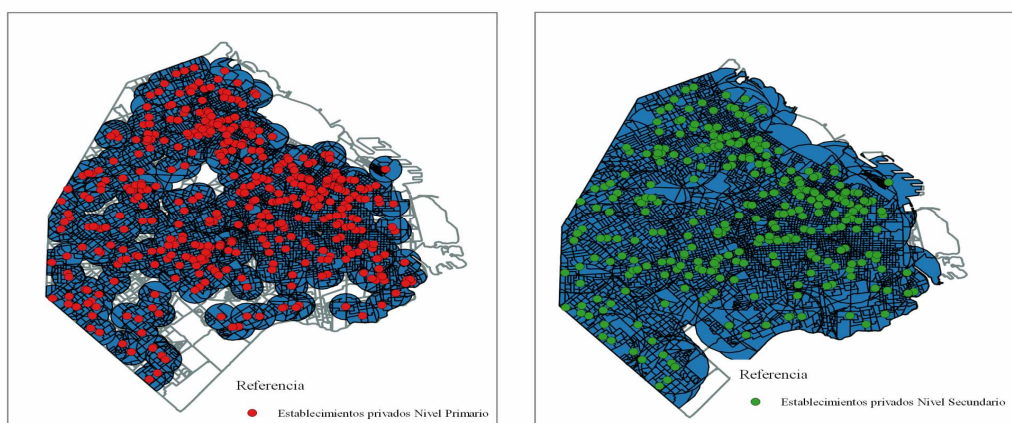 Referencia
Establecimientos privados Nivel Primario
Referencia
Establecimientos privados Nivel Secundario